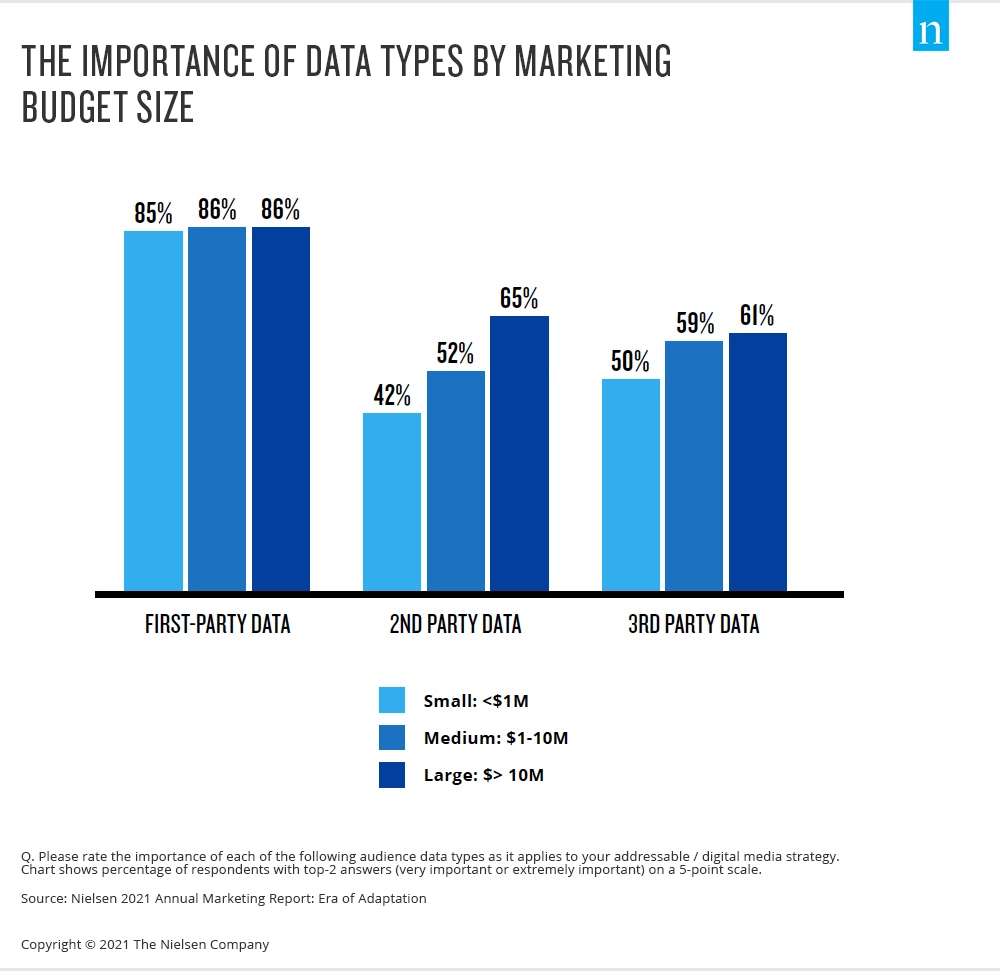 n
THE IMPORTANCE OF DATA TYPES BY MARKETING
BUDGET SIZE
85% 86% 86%
42% 52% 65%
50% 59% 61%
FIRST-PARTY DATA 2ND PARTY DATA 3RD PARTY DATA
Small: <$1M
Medium: $1-10M
Large: $> 10M
Q. Please rate the importance of each of the following audience data types as it applies to your addressable / digital media strategy.
Chart shows percentage of respondents with top-2 answers (very important or extremely important) on a 5-point scale.
Source: Nielsen 2021 Annual Marketing Report: Era of Adaptation
Copyright © 2021 The Nielsen Company